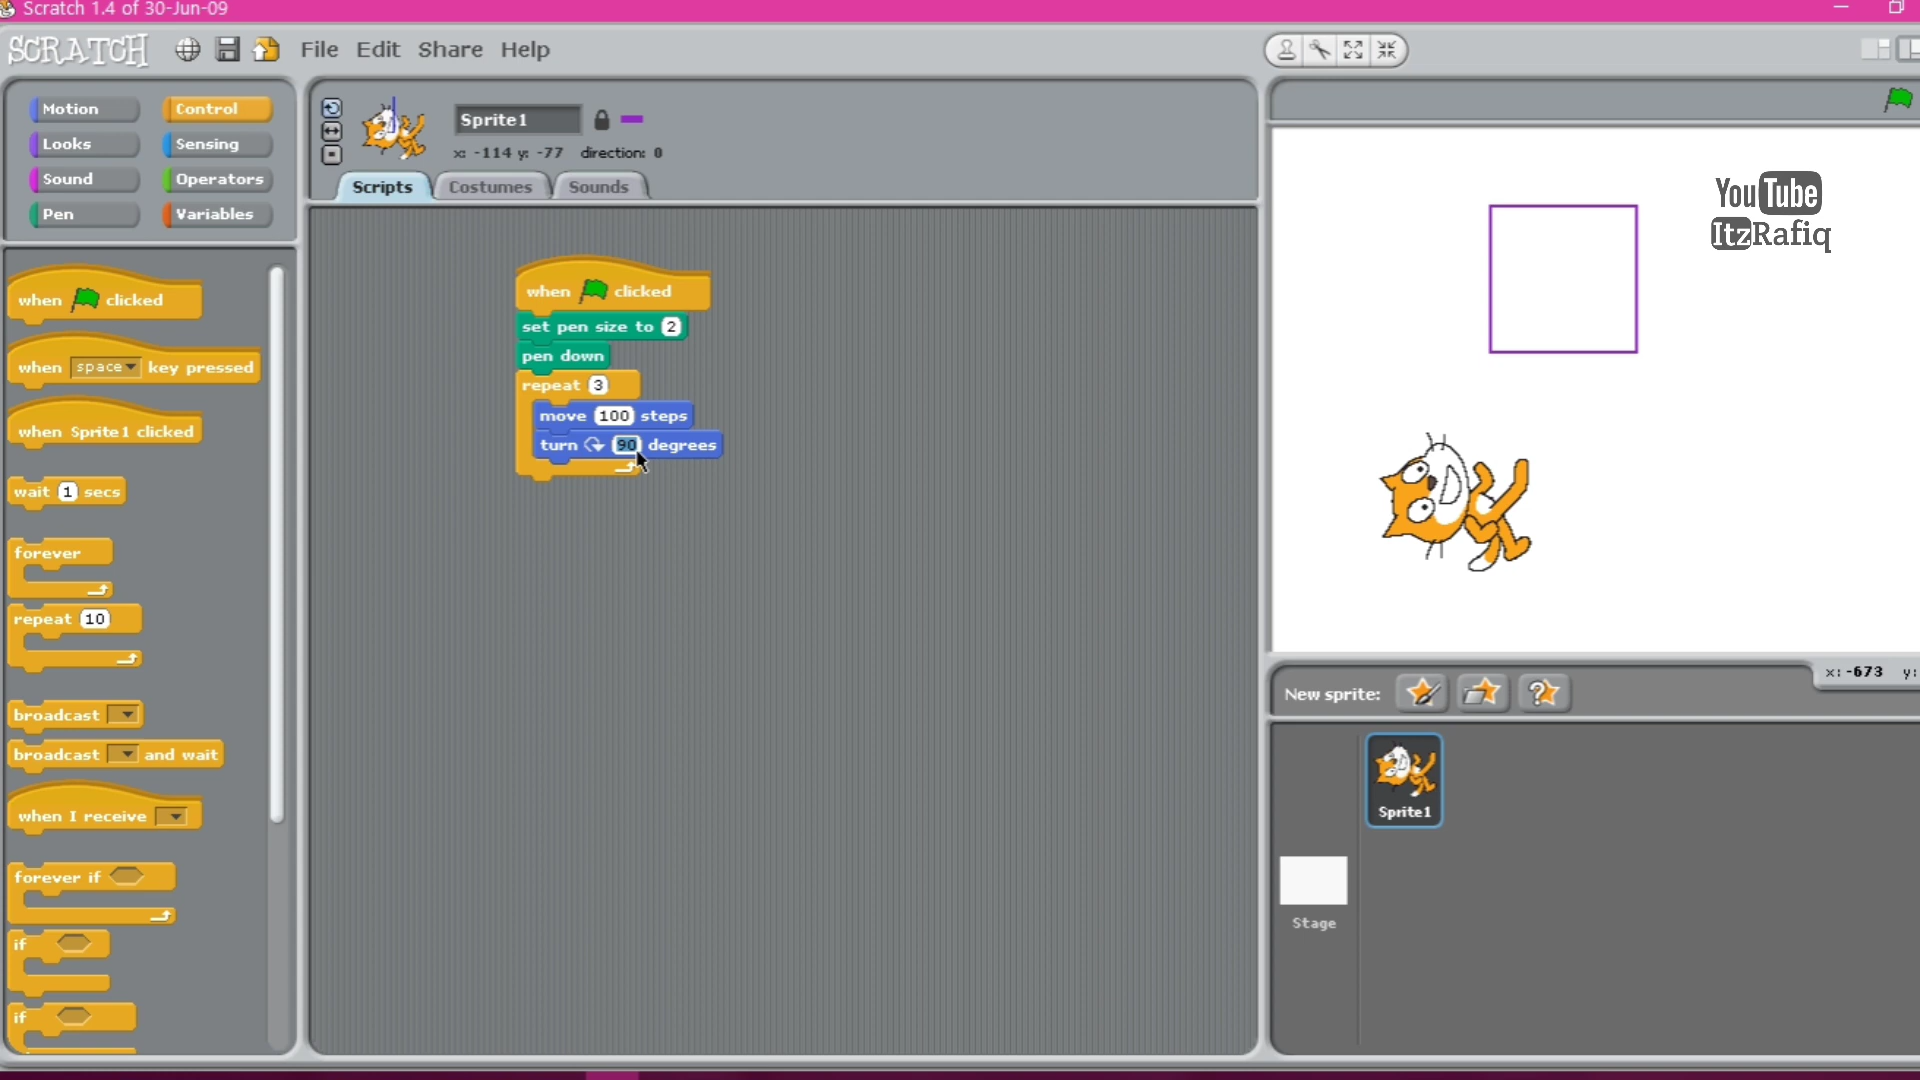 Scratch 1.4 of 30-Jun-09
SCRATCH
File Edit Share Help
Motion
Control
Looks
Sensing
Sound
Operators
Pen
Variables
when clicked
when space key pressed
when Sprite1 clicked
wait 1 secs
forever
repeat 10
broadcast
broadcast and wait
when I receive
forever if
if
if
Sprite1
x: -114 y: -77 direction: 0
Scripts
Costumes
Sounds
when clicked
set pen size to 2
pen down
repeat 3
move 100 steps
turn 90 degrees
YouTube
ItzRafiq
x: -673 y:
New sprite:
Sprite1
Stage